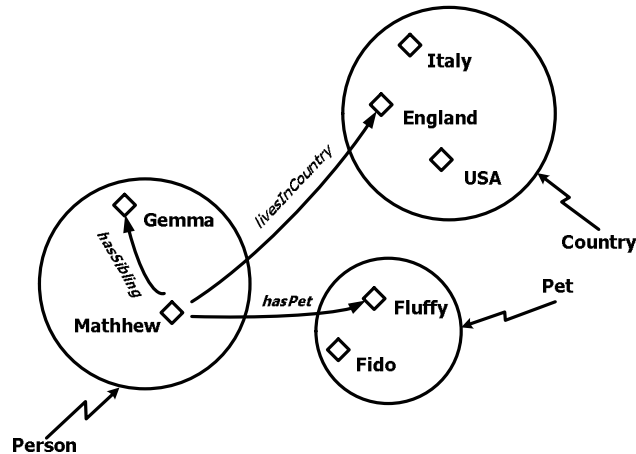 Italy
England
USA
livesInCountry
Country
Gemma
hasSibling
Mathhew
hasPet
Fluffy
Fido
Pet
Person